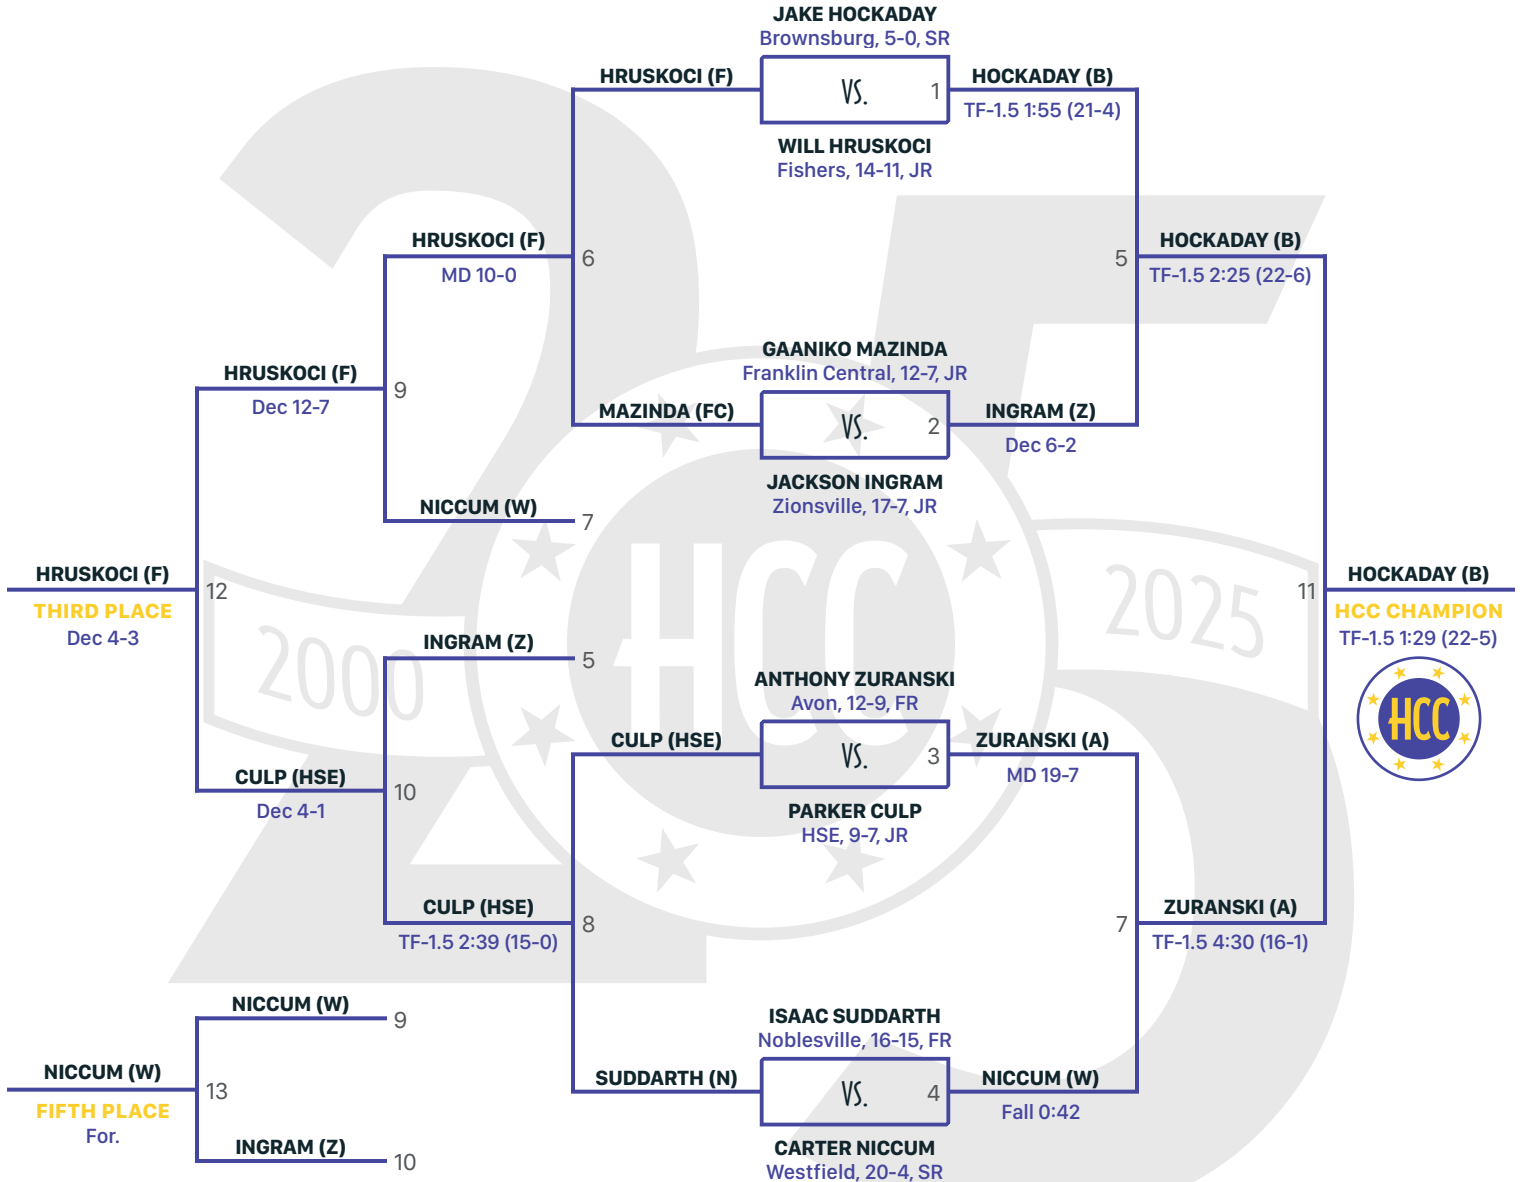 JAKE HOCKADAY
Brownsburg, 5-0, SR
HRUSKOCI (F)
VS.
1
HOCKADAY (B)
TF-1.5 1:55 (21-4)
WILL HRUSKOCI
Fishers, 14-11, JR
HRUSKOCI (F)
MD 10-0
6
5
HOCKADAY (B)
TF-1.5 2:25 (22-6)
GAANIKO MAZINDA
Franklin Central, 12-7, JR
HRUSKOCI (F)
Dec 12-7
9
MAZINDA (FC)
VS.
2
INGRAM (Z)
Dec 6-2
JACKSON INGRAM
Zionsville, 17-7, JR
NICCUM (W)
7
HRUSKOCI (F)
THIRD PLACE
Dec 4-3
12
2000
HCC
2025
11
HOCKADAY (B)
HCC CHAMPION
TF-1.5 1:29 (22-5)
HCC
INGRAM (Z)
5
ANTHONY ZURANSKI
Avon, 12-9, FR
CULP (HSE)
VS.
3
ZURANSKI (A)
MD 19-7
CULP (HSE)
Dec 4-1
10
PARKER CULP
HSE, 9-7, JR
CULP (HSE)
TF-1.5 2:39 (15-0)
8
7
ZURANSKI (A)
TF-1.5 4:30 (16-1)
NICCUM (W)
9
ISAAC SUDDARTH
Noblesville, 16-15, FR
NICCUM (W)
FIFTH PLACE
For.
13
SUDDARTH (N)
VS.
4
NICCUM (W)
Fall 0:42
INGRAM (Z)
10
CARTER NICCUM
Westfield, 20-4, SR
25